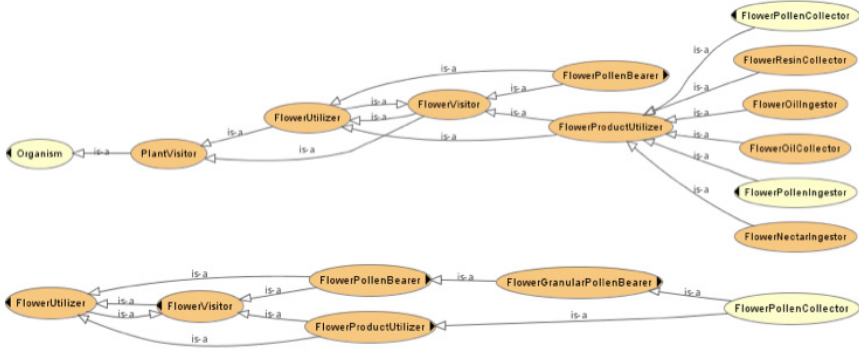 FlowerPollenCollector
is-a
FlowerResinCollector
is-a
is-a
FlowerPollenBearer
is-a
is-a
is-a
is-a
FlowerOilIngestor
FlowerUtilizer
is-a
FlowerVisitor
is-a
is-a
FlowerProductUtilizer
is-a
is-a
is-a
FlowerOilCollector
Organism
is-a
PlantVisitor
is-a
is-a
FlowerPollenIngestor
is-a
FlowerNectarIngestor
is-a
FlowerPollenBearer
is-a
FlowerGranularPollenBearer
is-a
is-a
FlowerUtilizer
is-a
FlowerVisitor
FlowerPollenCollector
is-a
is-a
is-a
FlowerProductUtilizer
is-a